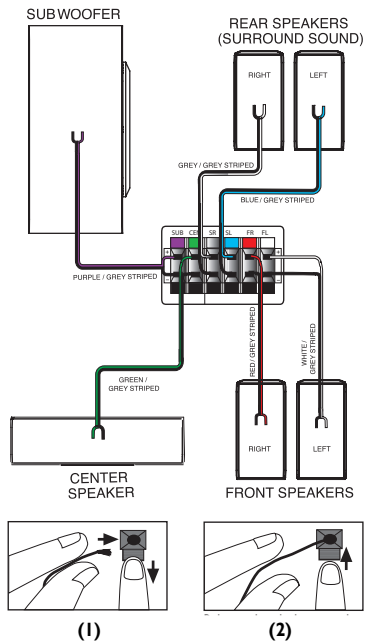 SUBWOOFER
REAR SPEAKERS
(SURROUND SOUND)
RIGHT
LEFT
GREY / GREY STRIPED
BLUE / GREY STRIPED
SUB CEN SR SL FR FL
+ +
- -
PURPLE / GREY STRIPED
RED / GREY STRIPED
WHITE /
GREY STRIPED
GREEN /
GREY STRIPED
RIGHT
LEFT
CENTER
SPEAKER
FRONT SPEAKERS
(1)
(2)